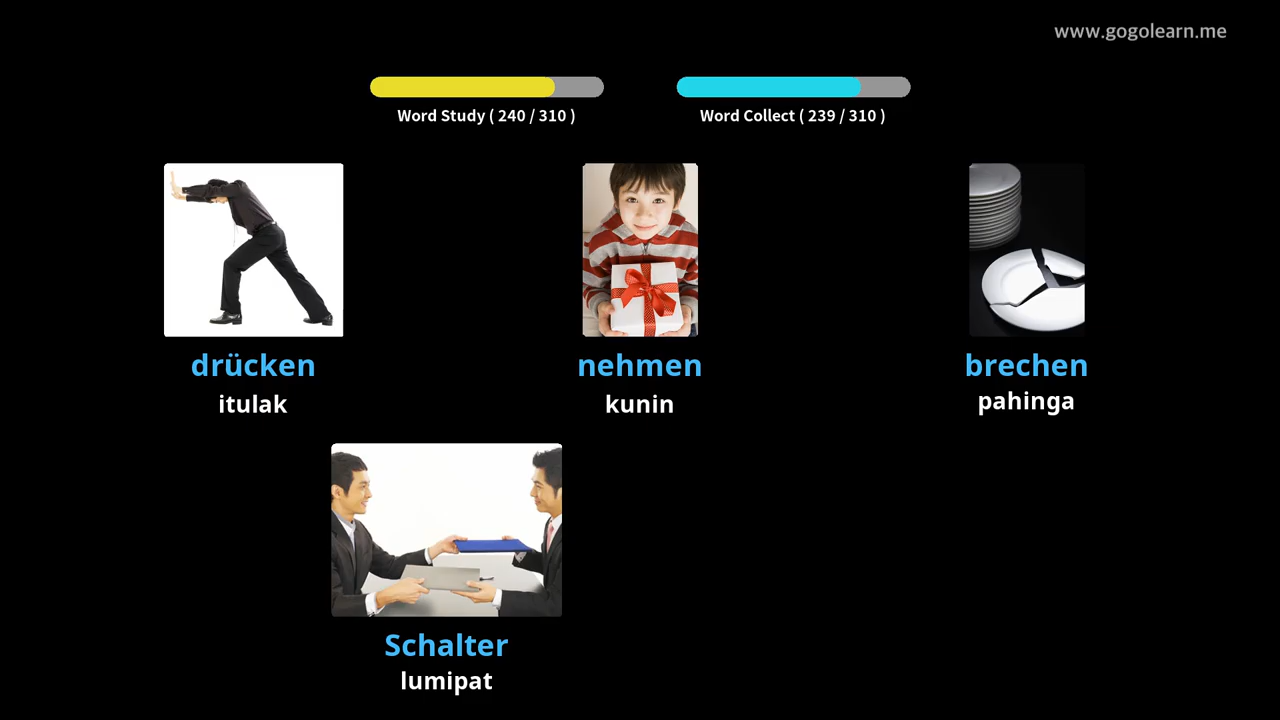 www.gogolearn.me
Word Study ( 240 / 310 )
Word Collect ( 239 / 310 )
drücken
itulak
nehmen
kunin
brechen
pahinga
Schalter
lumipat